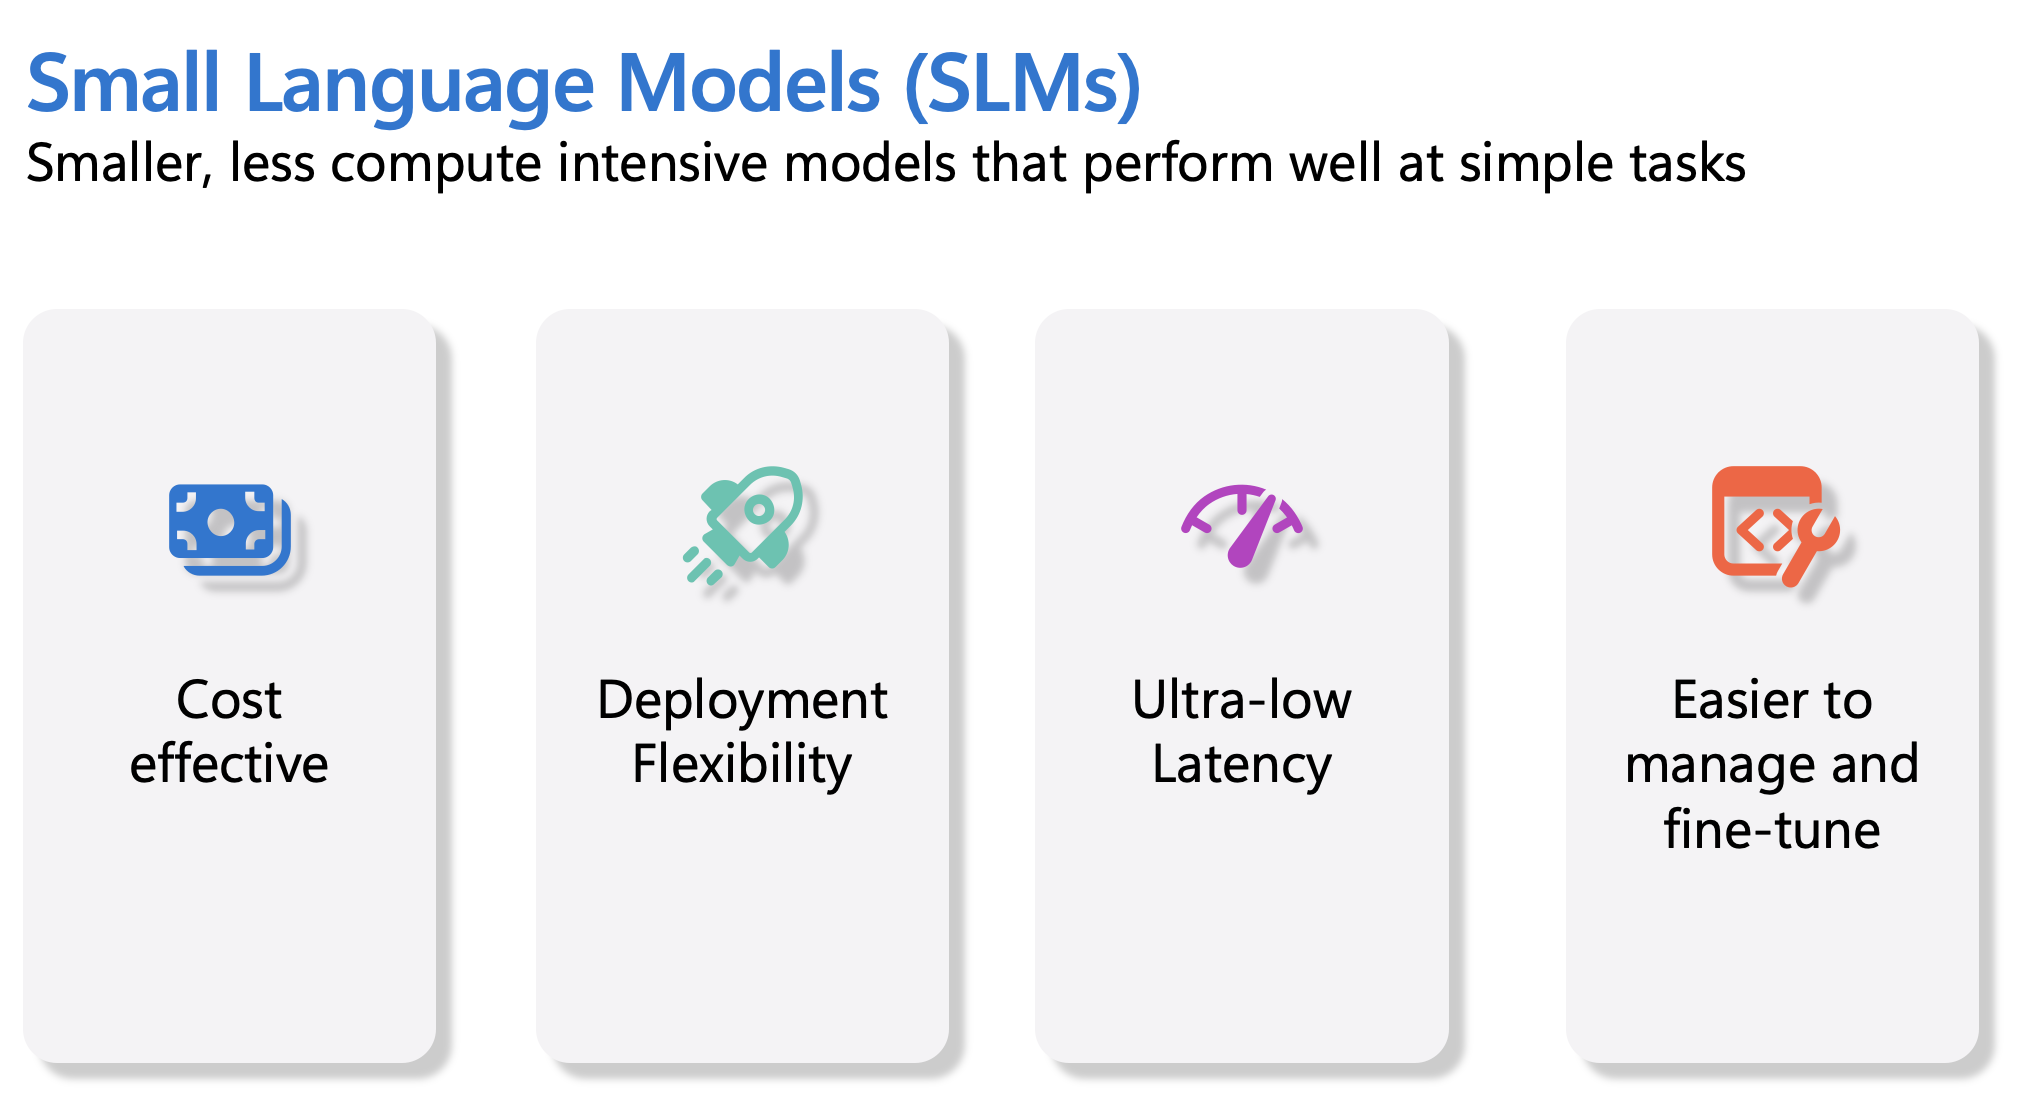 Small Language Models (SLMs)
Smaller, less compute intensive models that perform well at simple tasks
Cost
effective
Deployment
Flexibility
Ultra-low
Latency
Easier to
manage and
fine-tune